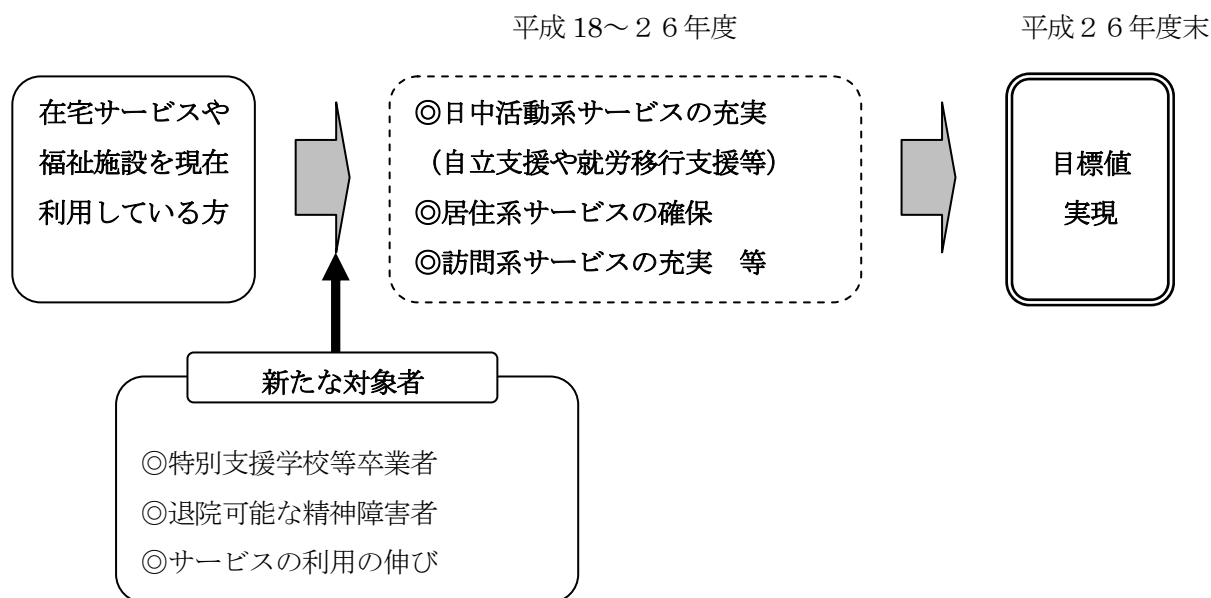 平成 18~２６年度
平成２６年度末
在宅サービスや
福祉施設を現在
利用している方
◎日中活動系サービスの充実
（自立支援や就労移行支援等）
◎居住系サービスの確保
◎訪問系サービスの充実　等
目標値
実現
新たな対象者
◎特別支援学校等卒業者
◎退院可能な精神障害者
◎サービスの利用の伸び